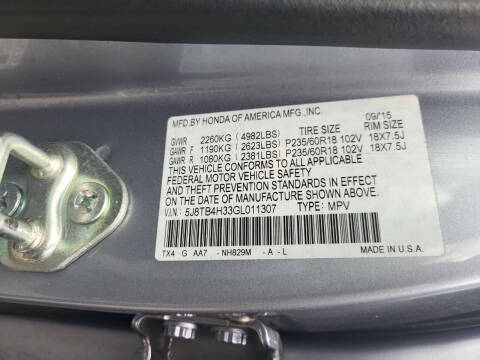 MFD.BY HONDA OF AMERICA MFG.,INC. 09/15
GVWR 2260KG ( 4982LBS) TIRE SIZE RIM SIZE
GAWR F 1190KG ( 2623LBS) P235/60R18 102V 18X7.5J
GAWR R 1080KG ( 2381LBS) P235/60R18 102V 18X7.5J
THIS VEHICLE CONFORMS TO ALL APPLICABLE
FEDERAL MOTOR VEHICLE SAFETY
AND THEFT PREVENTION STANDARDS IN EFFECT
ON THE DATE OF MANUFACTURE SHOWN ABOVE.
V.I.N: 5J8TB4H33GL011307 TYPE: MPV
TX4 G AA7 - NH829M - A - L MADE IN U.S.A.